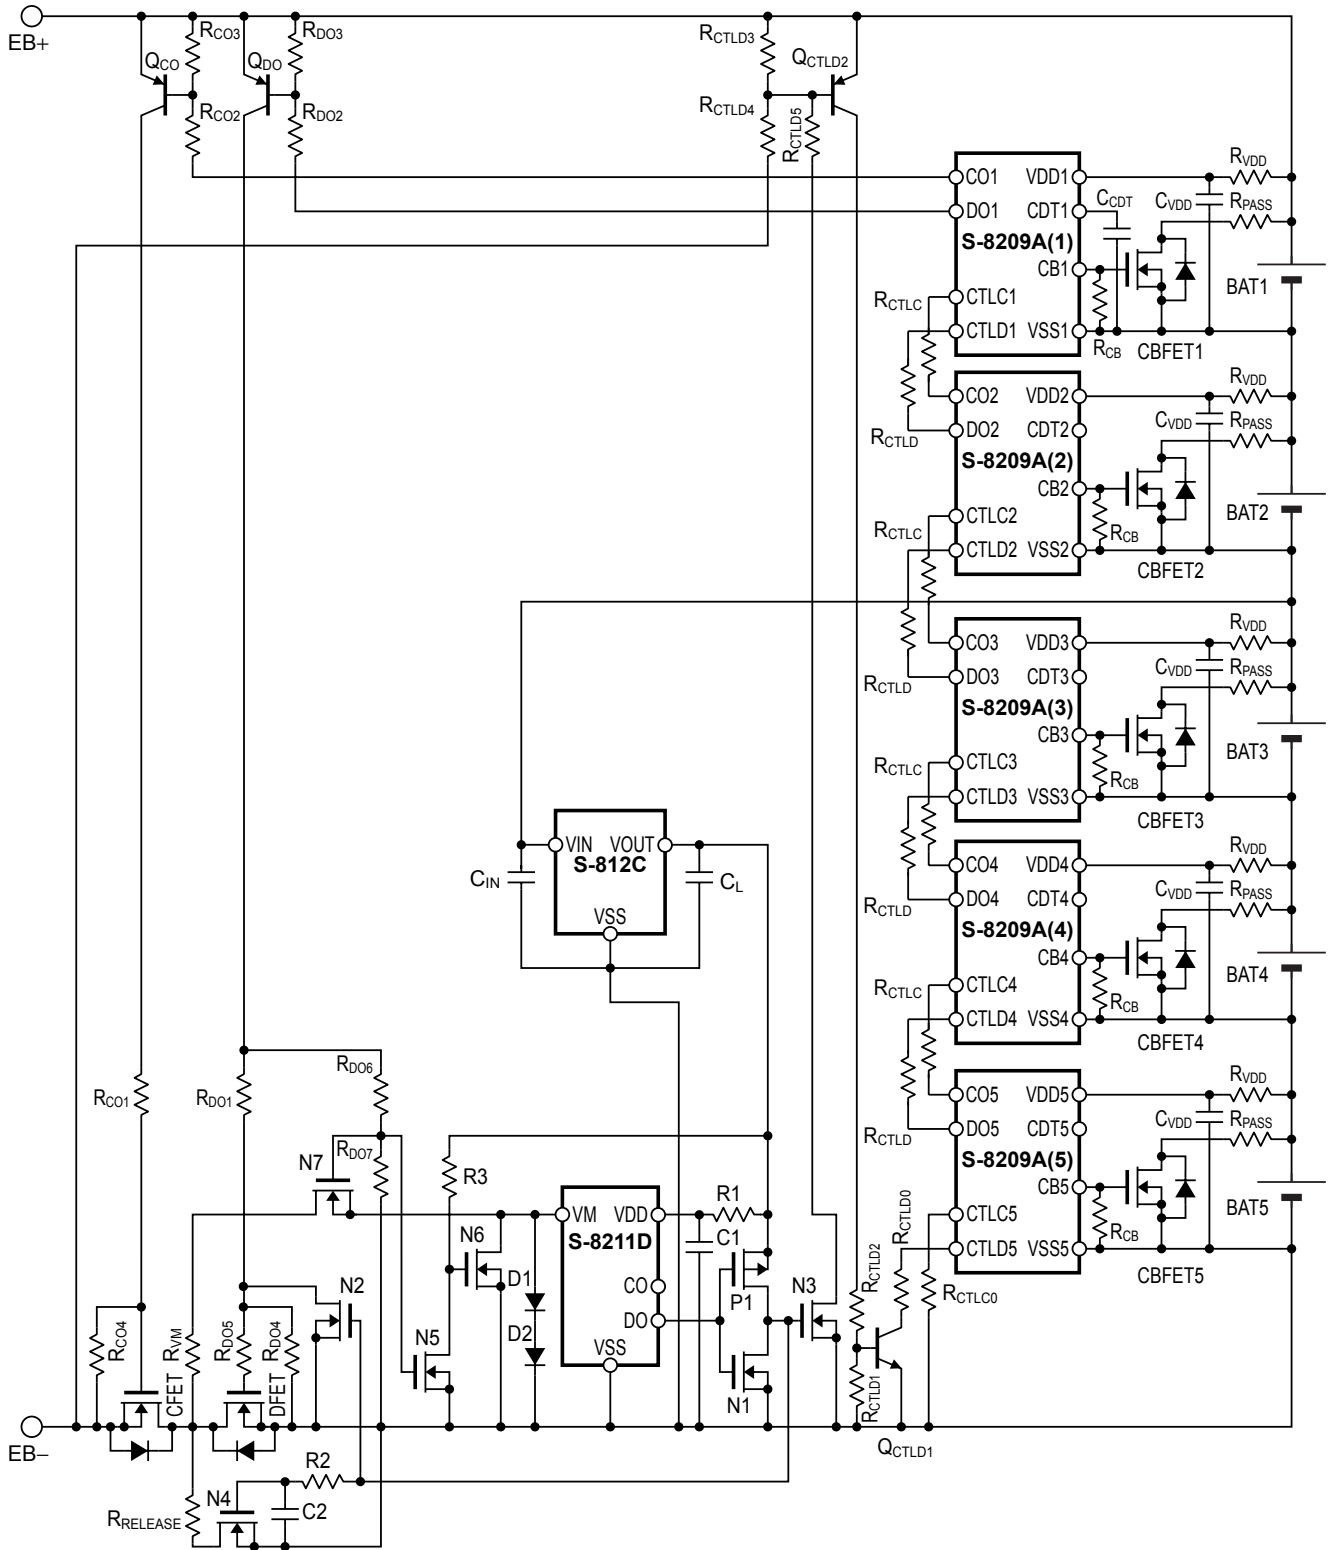 EB+
RCO3
RDO3
RCTLD3
QCO
QDO
QCTLD2
RCO2
RDO2
RCTLD4
RCTLD5
CO1
VDD1
RVDD
DO1
CDT1
CCDT
CVDD
RPASS
S-8209A(1)
CB1
BAT1
RCTLC
CTLC1
CTLD1
VSS1
RCB
CBFET1
CO2
VDD2
RVDD
RCTLD
DO2
CDT2
CVDD
RPASS
S-8209A(2)
CB2
BAT2
RCTLC
CTLC2
CTLD2
VSS2
RCB
CBFET2
CO3
VDD3
RVDD
RCTLD
DO3
CDT3
CVDD
RPASS
S-8209A(3)
CB3
BAT3
RCTLC
CTLC3
CTLD3
VSS3
RCB
CBFET3
VIN
VOUT
S-812C
CIN
CL
VSS
CO4
VDD4
RVDD
RCTLD
DO4
CDT4
CVDD
RPASS
S-8209A(4)
CB4
BAT4
RCTLC
CTLC4
CTLD4
VSS4
RCB
CBFET4
RCO1
RDO1
RDO6
CO5
VDD5
RVDD
RCTLD
DO5
CDT5
CVDD
RPASS
S-8209A(5)
CB5
BAT5
CTLC5
CTLD5
VSS5
RCB
CBFET5
N7
RDO7
R3
VM
VDD
R1
S-8211D
C1
N6
D1
CO
P1
N3
RCTLD2
RCTLD0
RCTLC0
N2
D2
DO
N5
VSS
N1
RCTLD1
QCTLD1
RCO4
RVM
RDO5
RDO4
CFET
DFET
EB−
R2
N4
C2
RRELEASE